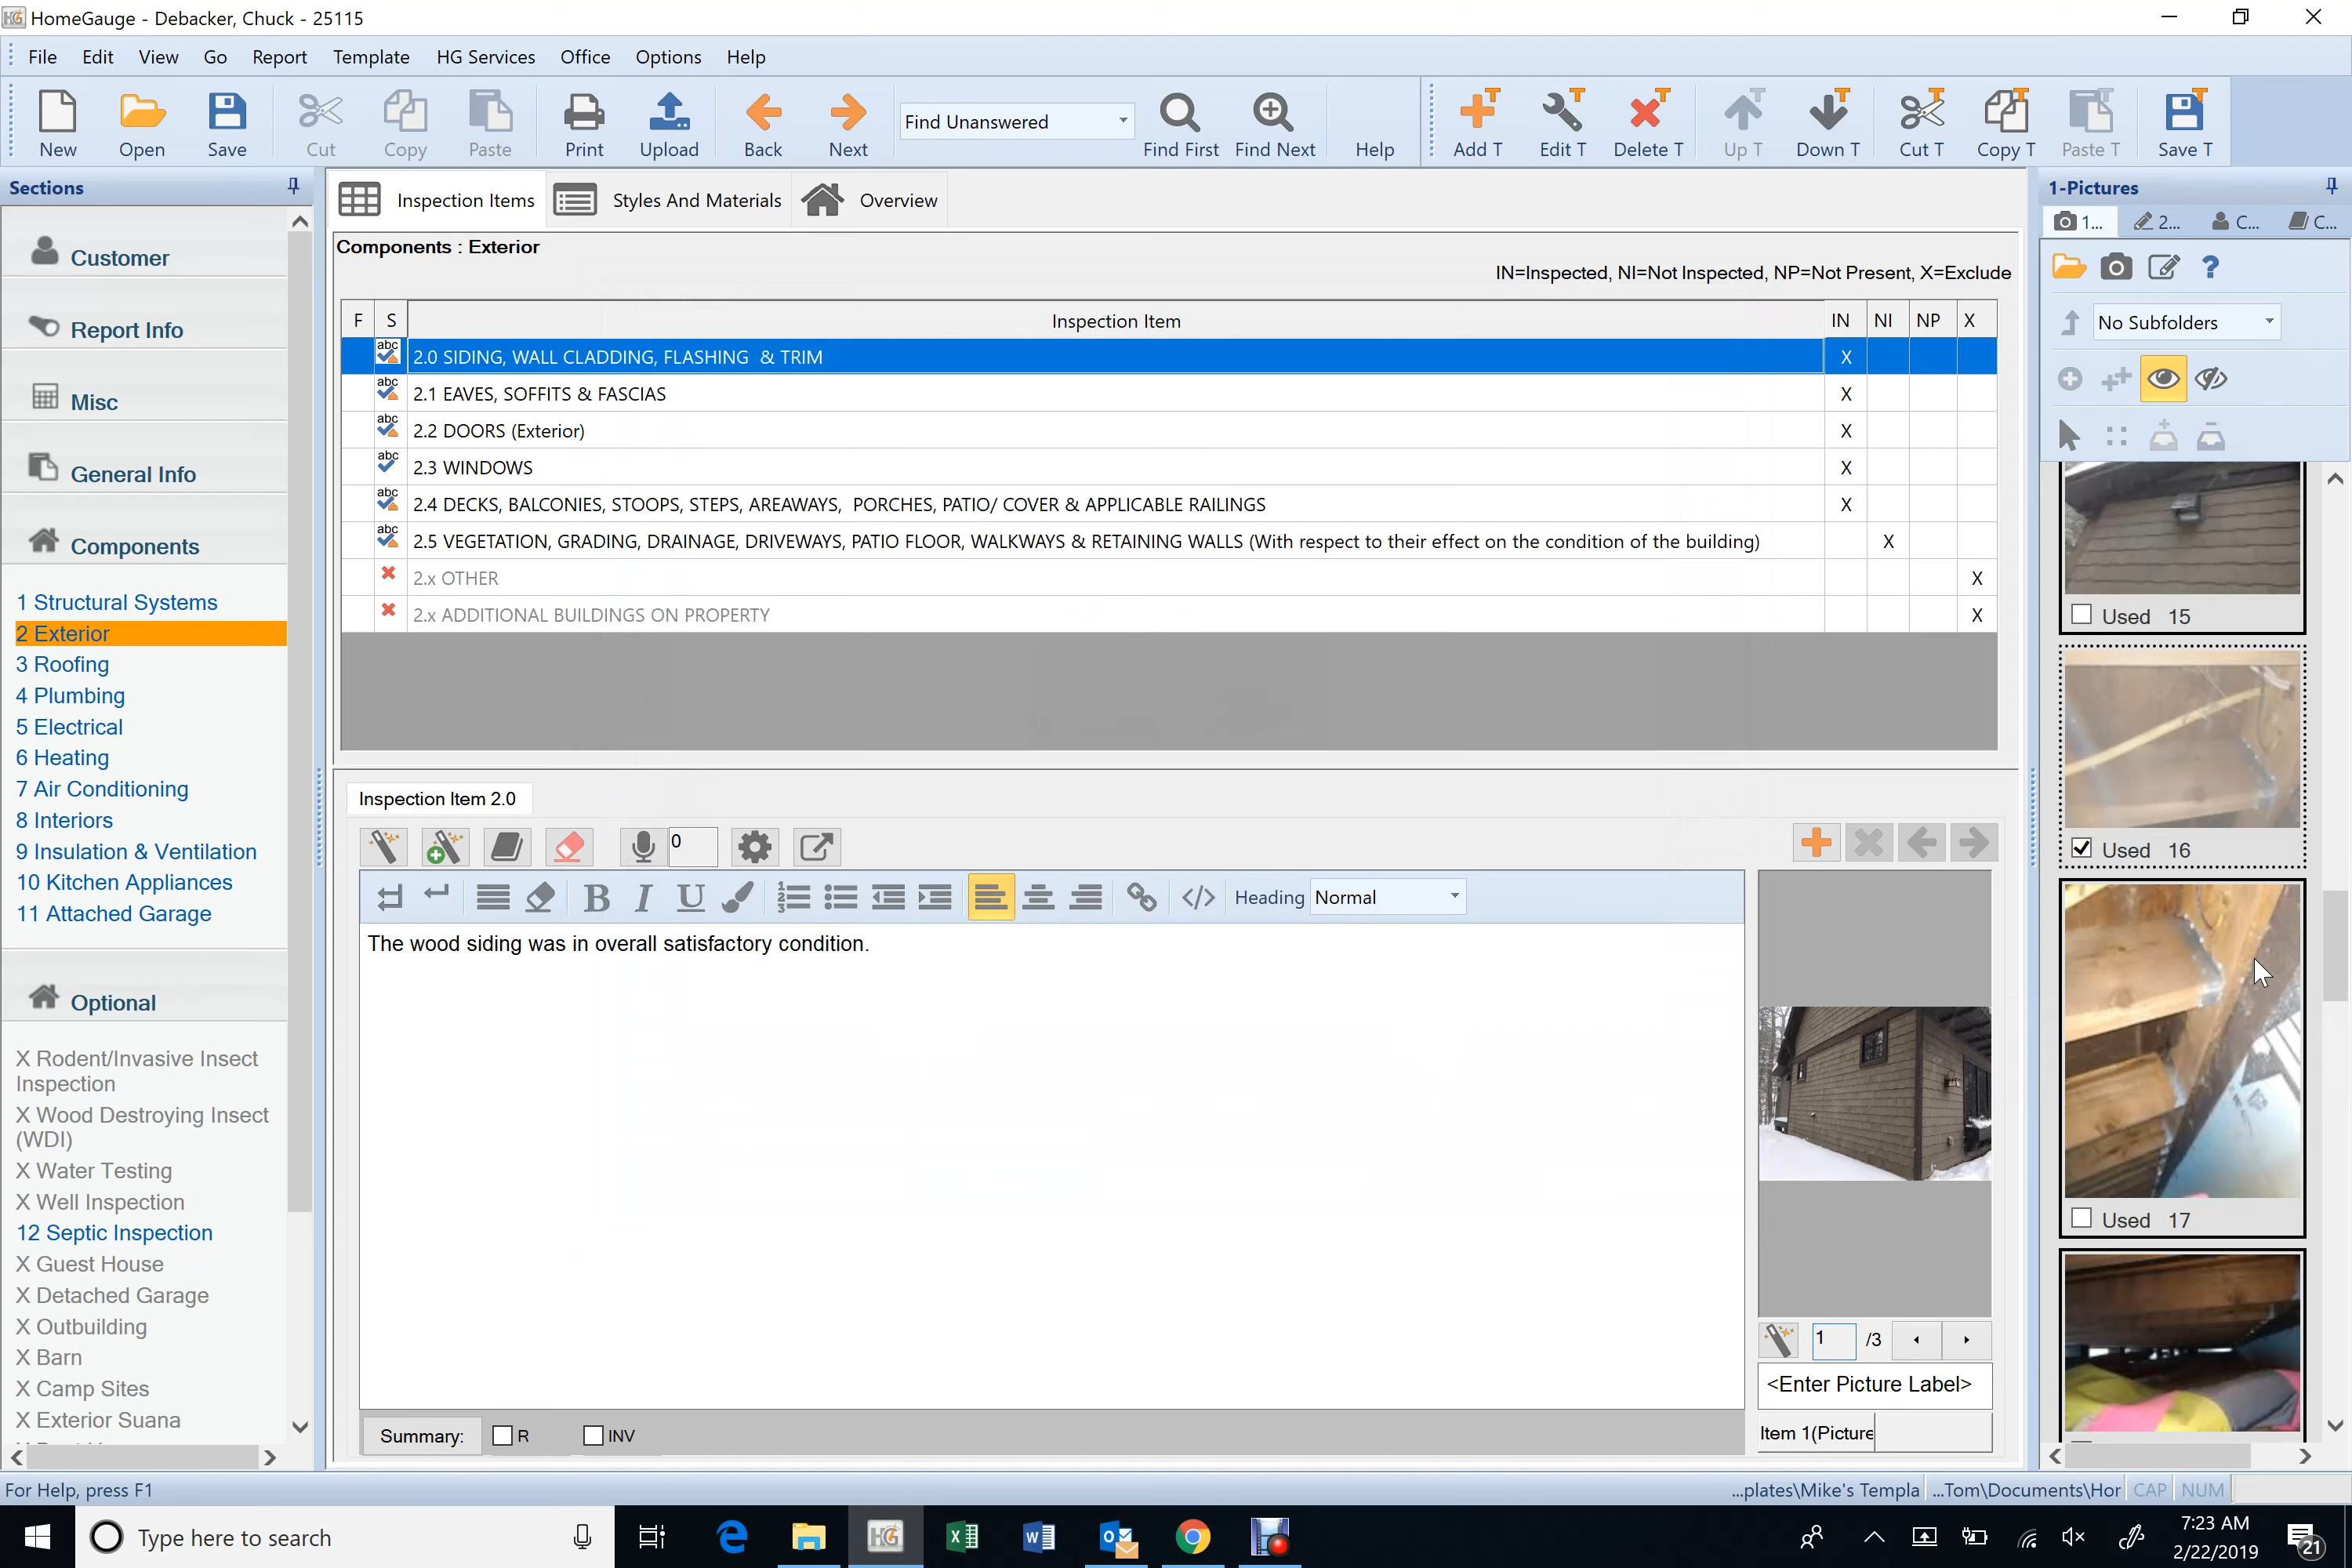 HomeGauge - Debacker, Chuck - 25115
File Edit View Go Report Template HG Services Office Options Help
New Open Save Cut Copy Paste Print Upload Back Next Find Unanswered Find First Find Next Help Add T Edit T Delete T Up T Down T Cut T Copy T Paste T Save T
Sections
Customer
Report Info
Misc
General Info
Components
1 Structural Systems
2 Exterior
3 Roofing
4 Plumbing
5 Electrical
6 Heating
7 Air Conditioning
8 Interiors
9 Insulation & Ventilation
10 Kitchen Appliances
11 Attached Garage
Optional
X Rodent/Invasive Insect
Inspection
X Wood Destroying Insect
(WDI)
X Water Testing
X Well Inspection
12 Septic Inspection
X Guest House
X Detached Garage
X Outbuilding
X Barn
X Camp Sites
X Exterior Suana
Inspection Items Styles And Materials Overview
Components : Exterior
IN=Inspected, NI=Not Inspected, NP=Not Present, X=Exclude
F S Inspection Item IN NI NP X
abc 2.0 SIDING, WALL CLADDING, FLASHING & TRIM X
abc 2.1 EAVES, SOFFITS & FASCIAS X
abc 2.2 DOORS (Exterior) X
abc 2.3 WINDOWS X
abc 2.4 DECKS, BALCONIES, STOOPS, STEPS, AREAWAYS, PORCHES, PATIO/ COVER & APPLICABLE RAILINGS X
abc 2.5 VEGETATION, GRADING, DRAINAGE, DRIVEWAYS, PATIO FLOOR, WALKWAYS & RETAINING WALLS (With respect to their effect on the condition of the building) X
2.x OTHER X
2.x ADDITIONAL BUILDINGS ON PROPERTY X
Inspection Item 2.0
0
B I U Heading Normal
The wood siding was in overall satisfactory condition.
1 /3
<Enter Picture Label>
Item 1(Picture
Summary: R INV
1-Pictures
1... 2... C... C...
No Subfolders
Used 15
Used 16
Used 17
For Help, press F1
...plates\Mike's Templa ...Tom\Documents\Hor CAP NUM
Type here to search
7:23 AM
2/22/2019
21